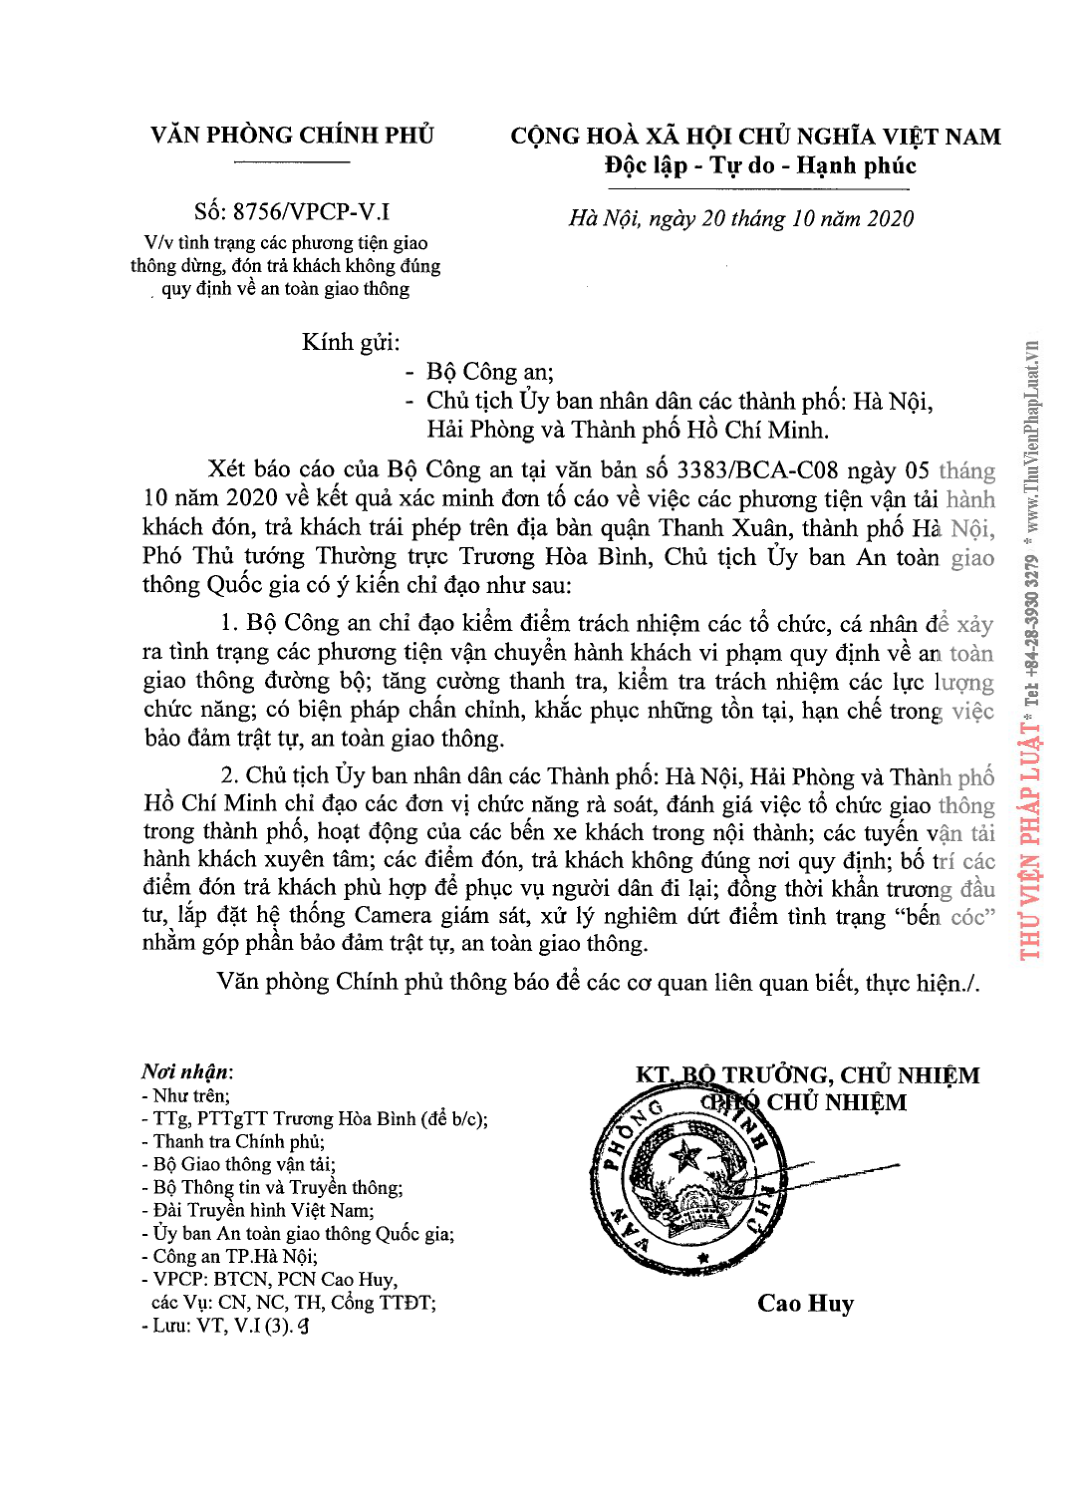 VĂN PHÒNG CHÍNH PHỦ
CỘNG HOÀ XÃ HỘI CHỦ NGHĨA VIỆT NAM
Độc lập - Tự do - Hạnh phúc
Số: 8756/VPCP-V.I
Hà Nội, ngày 20 tháng 10 năm 2020
V/v tình trạng các phương tiện giao
thông dừng, đón trả khách không đúng
quy định về an toàn giao thông
Kính gửi:
- Bộ Công an;
- Chủ tịch Ủy ban nhân dân các thành phố: Hà Nội,
Hải Phòng và Thành phố Hồ Chí Minh.
Xét báo cáo của Bộ Công an tại văn bản số 3383/BCA-C08 ngày 05 tháng
10 năm 2020 về kết quả xác minh đơn tố cáo về việc các phương tiện vận tải hành
khách đón, trả khách trái phép trên địa bàn quận Thanh Xuân, thành phố Hà Nội,
Phó Thủ tướng Thường trực Trương Hòa Bình, Chủ tịch Ủy ban An toàn giao
thông Quốc gia có ý kiến chỉ đạo như sau:
1. Bộ Công an chỉ đạo kiểm điểm trách nhiệm các tổ chức, cá nhân để xảy
ra tình trạng các phương tiện vận chuyển hành khách vi phạm quy định về an toàn
giao thông đường bộ; tăng cường thanh tra, kiểm tra trách nhiệm các lực lượng
chức năng; có biện pháp chấn chỉnh, khắc phục những tồn tại, hạn chế trong việc
bảo đảm trật tự, an toàn giao thông.
2. Chủ tịch Ủy ban nhân dân các Thành phố: Hà Nội, Hải Phòng và Thành phố
Hồ Chí Minh chỉ đạo các đơn vị chức năng rà soát, đánh giá việc tổ chức giao thông
trong thành phố, hoạt động của các bến xe khách trong nội thành; các tuyến vận tải
hành khách xuyên tâm; các điểm đón, trả khách không đúng nơi quy định; bố trí các
điểm đón trả khách phù hợp để phục vụ người dân đi lại; đồng thời khẩn trương đầu
tư, lắp đặt hệ thống Camera giám sát, xử lý nghiêm dứt điểm tình trạng “bến cóc”
nhằm góp phần bảo đảm trật tự, an toàn giao thông.
Văn phòng Chính phủ thông báo để các cơ quan liên quan biết, thực hiện./.
Nơi nhận:
- Như trên;
- TTg, PTTgTT Trương Hòa Bình (để b/c);
- Thanh tra Chính phủ;
- Bộ Giao thông vận tải;
- Bộ Thông tin và Truyền thông;
- Đài Truyền hình Việt Nam;
- Ủy ban An toàn giao thông Quốc gia;
- Công an TP.Hà Nội;
- VPCP: BTCN, PCN Cao Huy,
các Vụ: CN, NC, TH, Cổng TTĐT;
- Lưu: VT, V.I (3).
KT. BỘ TRƯỞNG, CHỦ NHIỆM
PHÓ CHỦ NHIỆM
VĂN PHÒNG CHÍNH PHỦ
Cao Huy
THƯ VIỆN PHÁP LUẬT * Tel: +84-28-3930 3279 * www.ThuVienPhapLuat.vn